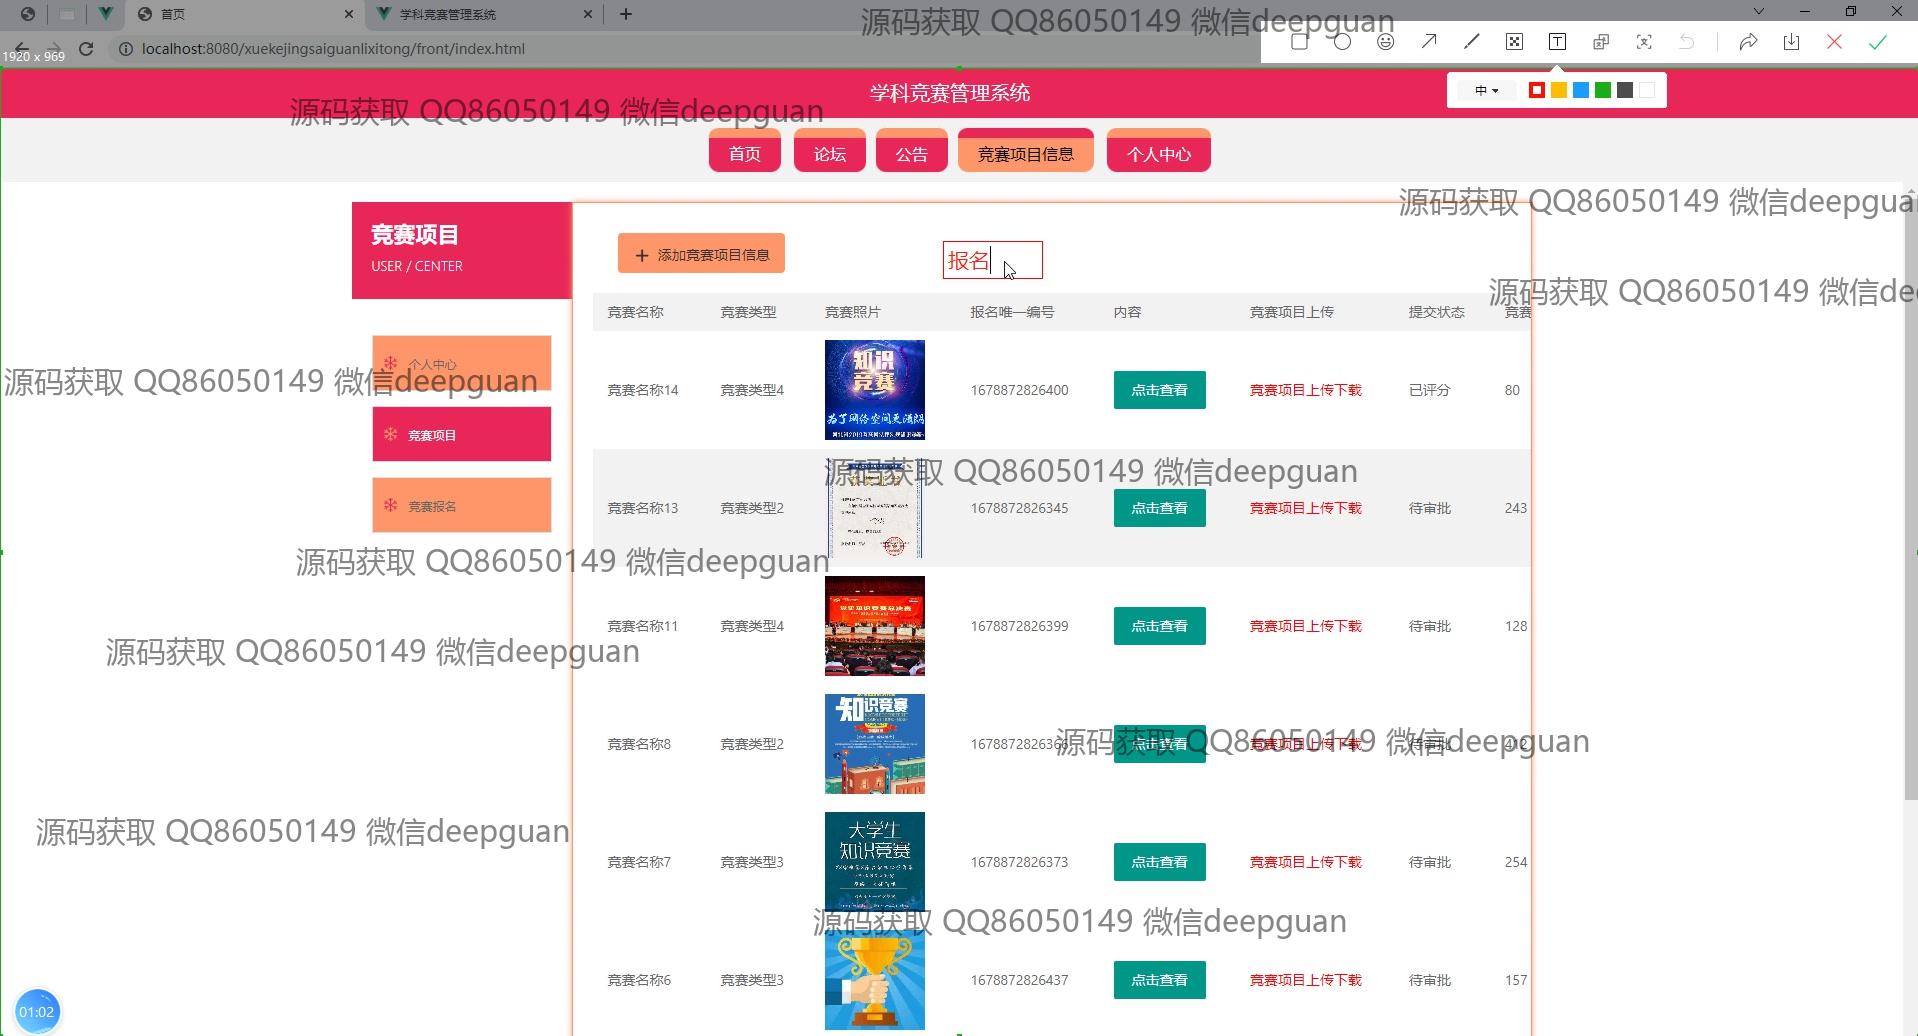 首页
学科竞赛管理系统
源码获取 QQ86050149 微信deepguan
localhost:8080/xuekejingsaiguanlixitong/front/index.html
1920 x 969
中
学科竞赛管理系统
源码获取 QQ86050149 微信deepguan
首页 论坛 公告 竞赛项目信息 个人中心
源码获取 QQ86050149 微信deepgua
竞赛项目
USER / CENTER
添加竞赛项目信息
报名
源码获取 QQ86050149 微信de
竞赛名称 竞赛类型 竞赛照片 报名唯一编号 内容 竞赛项目上传 提交状态 竞赛
个人中心
源码获取 QQ86050149 微信deepguan
竞赛项目
竞赛报名
知识
竞赛
为了网络空间更清朗
竞赛名称14 竞赛类型4 1678872826400 点击查看 竞赛项目上传下载 已评分 80
源码获取 QQ86050149 微信deepguan
竞赛名称13 竞赛类型2 1678872826345 点击查看 竞赛项目上传下载 待审批 243
源码获取 QQ86050149 微信deepguan
竞赛名称11 竞赛类型4 1678872826399 点击查看 竞赛项目上传下载 待审批 128
源码获取 QQ86050149 微信deepguan
知识竞赛
竞赛名称8 竞赛类型2 点击查看 竞赛项目上传下载 待审批 412
源码获取 QQ86050149 微信deepguan
源码获取 QQ86050149 微信deepguan
大学生
知识竞赛
竞赛名称7 竞赛类型3 1678872826373 点击查看 竞赛项目上传下载 待审批 254
源码获取 QQ86050149 微信deepguan
竞赛名称6 竞赛类型3 1678872826437 点击查看 竞赛项目上传下载 待审批 157
01:02